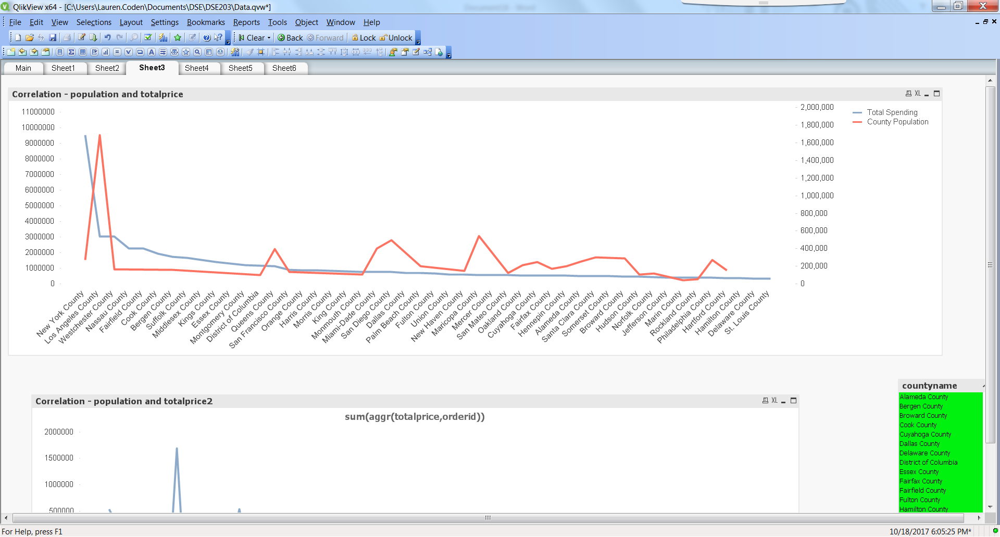 QlikView x64 - [C:\Users\Lauren.Coden\Documents\DSE\DSE203\Data.qvw*]
File Edit View Selections Layout Settings Bookmarks Reports Tools Object Window Help
Clear Back Forward Lock Unlock
Main Sheet1 Sheet2 Sheet3 Sheet4 Sheet5 Sheet6
Correlation - population and totalprice
XL
11000000
10000000
9000000
8000000
7000000
6000000
5000000
4000000
3000000
2000000
1000000
0
2,000,000
1,800,000
1,600,000
1,400,000
1,200,000
1,000,000
800,000
600,000
400,000
200,000
0
Total Spending
County Population
New York County
Los Angeles County
Westchester County
Nassau County
Fairfield County
Cook County
Bergen County
Suffolk County
Middlesex County
Kings County
Essex County
Montgomery County
District of Columbia
Queens County
San Francisco County
Orange County
Harris County
Morris County
King County
Monmouth County
Miami-Dade County
San Diego County
Dallas County
Palm Beach County
Fulton County
Union County
New Haven County
Maricopa County
Mercer County
San Mateo County
Oakland County
Cuyahoga County
Fairfax County
Hennepin County
Alameda County
Santa Clara County
Somerset County
Broward County
Hudson County
Norfolk County
Jefferson County
Marin County
Rockland County
Philadelphia County
Hartford County
Hamilton County
Delaware County
St. Louis County
Correlation - population and totalprice2
XL
sum(aggr(totalprice,orderid))
2000000
1500000
1000000
500000
countyname
Alameda County
Bergen County
Broward County
Cook County
Cuyahoga County
Dallas County
Delaware County
District of Columbia
Essex County
Fairfax County
Fairfield County
Fulton County
Hamilton County
For Help, press F1
10/18/2017 6:05:25 PM*